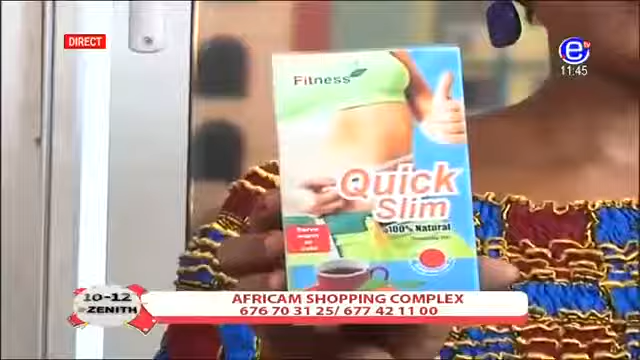 DIRECT
e tv
11:45
Fitness
Quick
Slim
100% Natural
10-12
ZENITH
AFRICAM SHOPPING COMPLEX
676 70 31 25/ 677 42 11 00